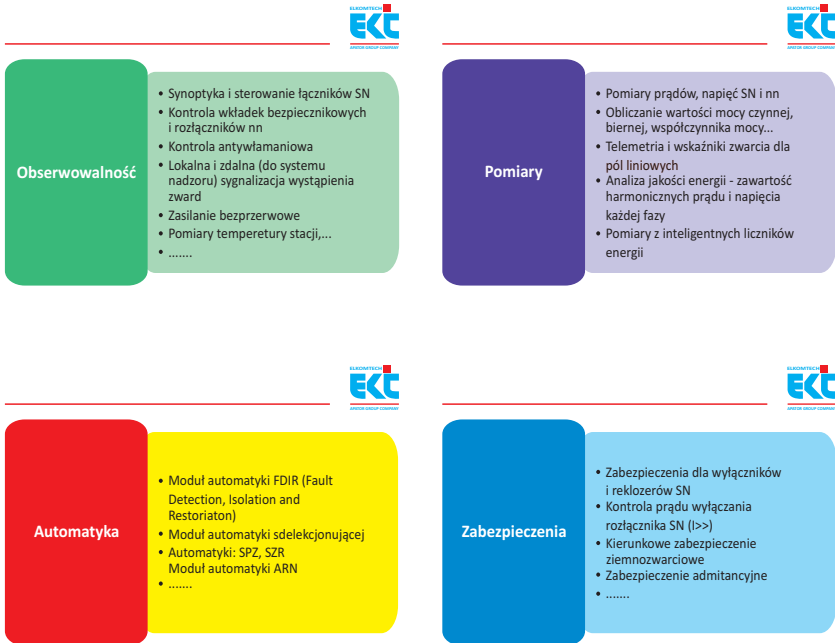 ELKOMTECH
EKT
APATOR GROUP COMPANY
Obserwowalność
• Synoptyka i sterowanie łączników SN
• Kontrola wkładek bezpiecznikowych
i rozłączników nn
• Kontrola antywłamaniowa
• Lokalna i zdalna (do systemu
nadzoru) sygnalizacja wystąpienia
zward
• Zasilanie bezprzerwowe
• Pomiary temperetury stacji,...
• .......
ELKOMTECH
EKT
APATOR GROUP COMPANY
Pomiary
• Pomiary prądów, napięć SN i nn
• Obliczanie wartości mocy czynnej,
biernej, współczynnika mocy...
• Telemetria i wskaźniki zwarcia dla
pól liniowych
• Analiza jakości energii - zawartość
harmonicznych prądu i napięcia
każdej fazy
• Pomiary z inteligentnych liczników
energii
ELKOMTECH
EKT
APATOR GROUP COMPANY
Automatyka
• Moduł automatyki FDIR (Fault
Detection, Isolation and
Restoriaton)
• Moduł automatyki sdelekcjonującej
• Automatyki: SPZ, SZR
Moduł automatyki ARN
• .......
ELKOMTECH
EKT
APATOR GROUP COMPANY
Zabezpieczenia
• Zabezpieczenia dla wyłączników
i reklozerów SN
• Kontrola prądu wyłączania
rozłącznika SN (I>>)
• Kierunkowe zabezpieczenie
ziemnozwarciowe
• Zabezpieczenie admitancyjne
• .......